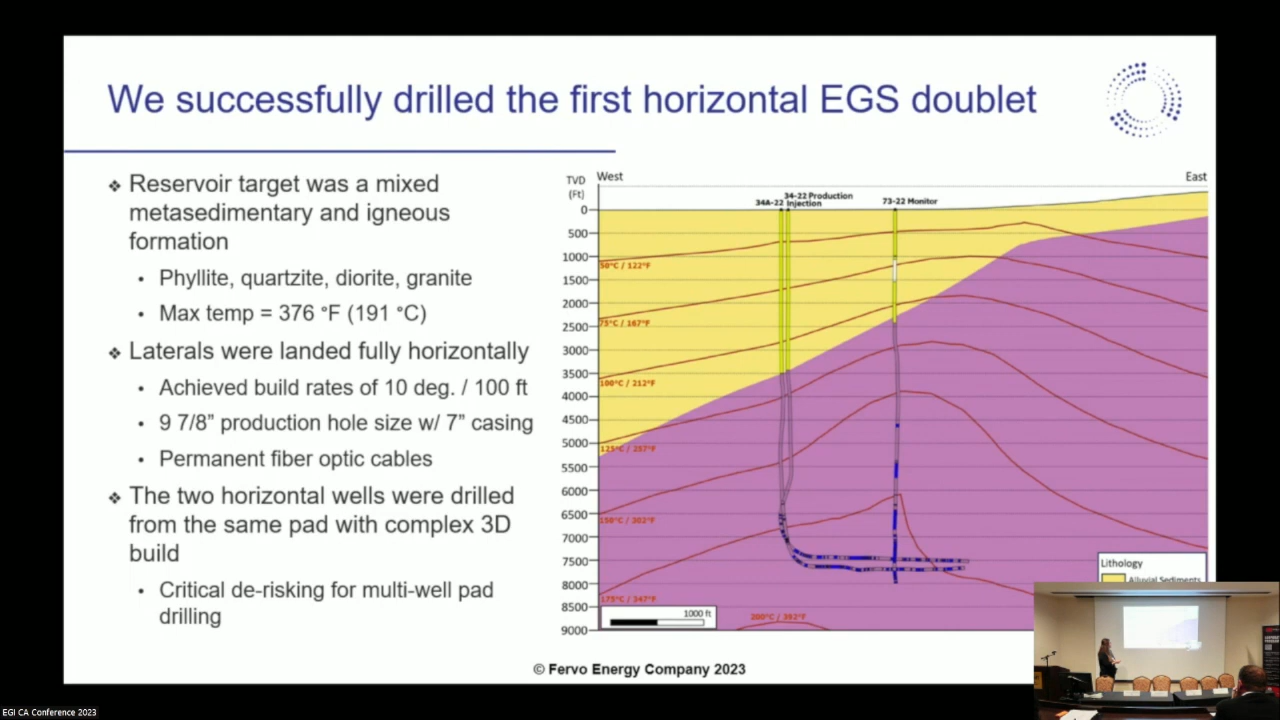 We successfully drilled the first horizontal EGS doublet
❖ Reservoir target was a mixed
metasedimentary and igneous
formation
• Phyllite, quartzite, diorite, granite
• Max temp = 376 °F (191 °C)
❖ Laterals were landed fully horizontally
• Achieved build rates of 10 deg. / 100 ft
• 9 7/8” production hole size w/ 7” casing
• Permanent fiber optic cables
❖ The two horizontal wells were drilled
from the same pad with complex 3D
build
• Critical de-risking for multi-well pad
drilling
TVD
(Ft)
West
East
34-22 Production
34A-22 Injection
73-22 Monitor
0
500
1000
1500
2000
2500
3000
3500
4000
4500
5000
5500
6000
6500
7000
7500
8000
8500
9000
50°C / 122°F
75°C / 167°F
100°C / 212°F
125°C / 257°F
150°C / 302°F
175°C / 347°F
200°C / 392°F
1000 ft
Lithology
Alluvial Sediments
© Fervo Energy Company 2023
EGI CA Conference 2023